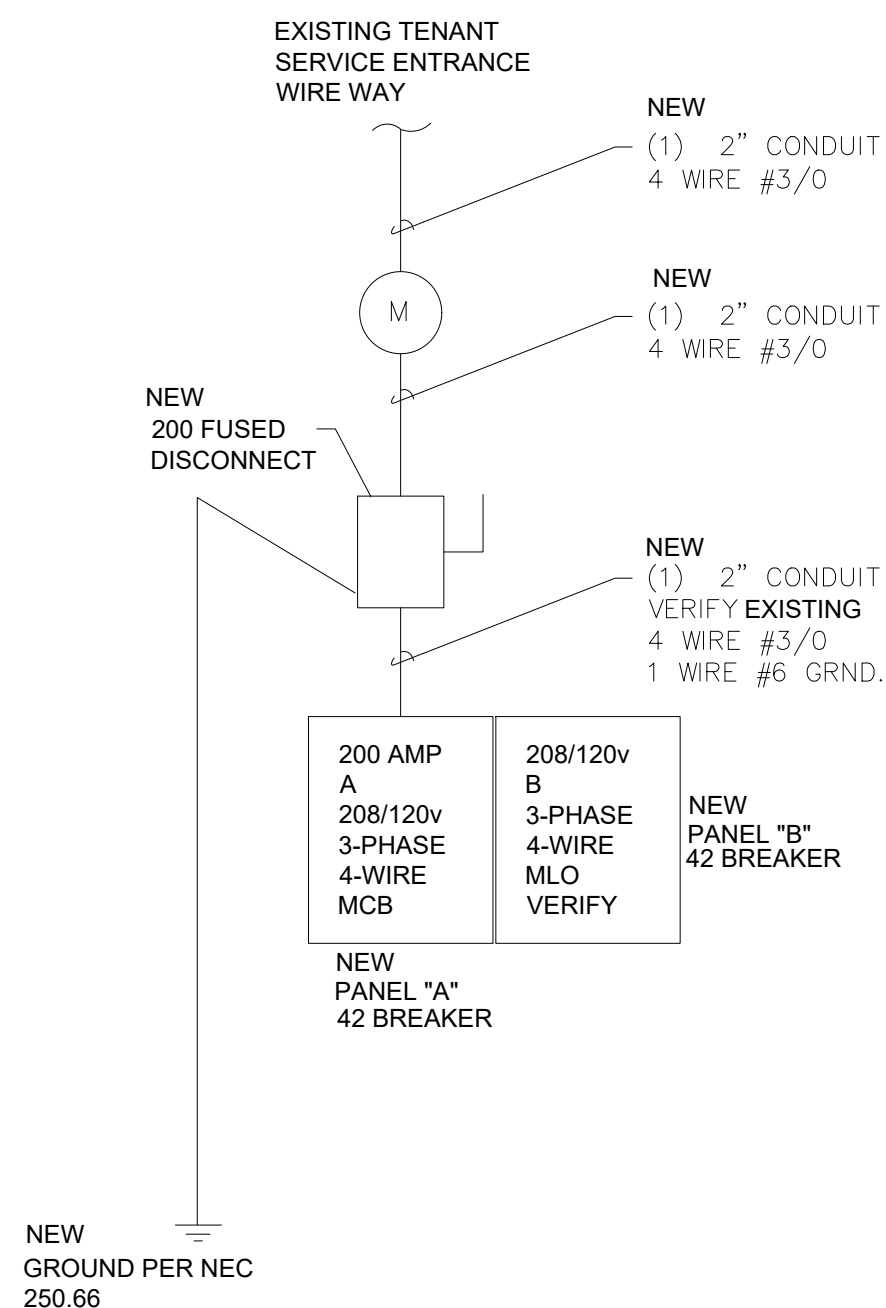 EXISTING TENANT
SERVICE ENTRANCE
WIRE WAY
NEW
(1) 2” CONDUIT
4 WIRE #3/0
M
NEW
(1) 2” CONDUIT
4 WIRE #3/0
NEW
200 FUSED
DISCONNECT
NEW
(1) 2” CONDUIT
VERIFY EXISTING
4 WIRE #3/0
1 WIRE #6 GRND.
200 AMP
A
208/120v
3-PHASE
4-WIRE
MCB
208/120v
B
3-PHASE
4-WIRE
MLO
VERIFY
NEW
PANEL "B"
42 BREAKER
NEW
PANEL "A"
42 BREAKER
NEW
GROUND PER NEC
250.66